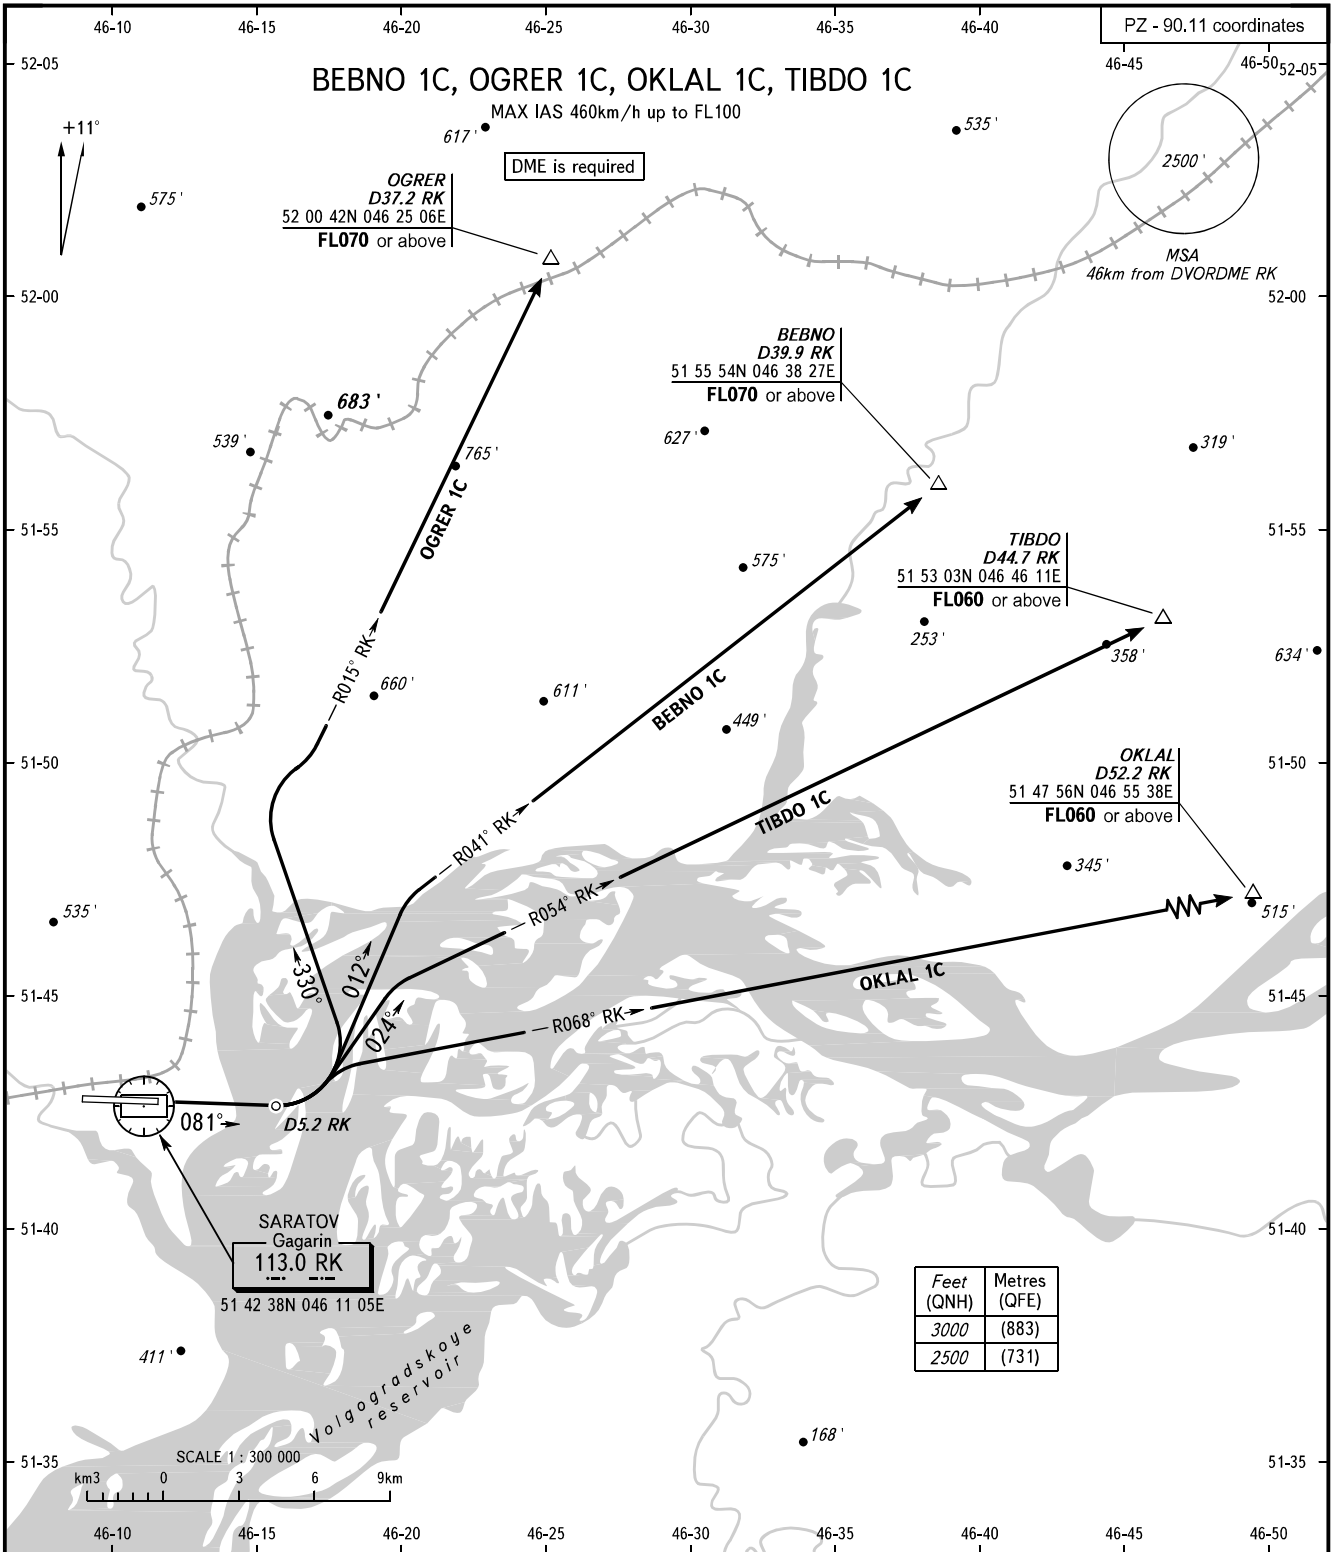 46-10 46-15 46-20 46-25 46-30 46-35 46-40
PZ - 90.11 coordinates
46-45 46-50 52-05
52-05
BEBNO 1C, OGRER 1C, OKLAL 1C, TIBDO 1C
MAX IAS 460km/h up to FL100
617'
535'
+11°
DME is required
2500'
575'
OGRER
D37.2 RK
52 00 42N 046 25 06E
FL070 or above
MSA
46km from DVORDME RK
52-00
52-00
BEBNO
D39.9 RK
51 55 54N 046 38 27E
FL070 or above
683'
539'
627'
319'
765'
OGRER 1C
51-55
51-55
TIBDO
D44.7 RK
51 53 03N 046 46 11E
FL060 or above
575'
253'
358'
634'
R015° RK
660'
611'
BEBNO 1C
449'
51-50
51-50
OKLAL
D52.2 RK
51 47 56N 046 55 38E
FL060 or above
R041° RK
TIBDO 1C
345'
535'
R054° RK
515'
330°
012°
024°
OKLAL 1C
51-45
51-45
R068° RK
081°
D5.2 RK
SARATOV
Gagarin
113.0 RK
51 42 38N 046 11 05E
51-40
51-40
Feet (QNH) Metres (QFE)
3000 (883)
2500 (731)
411'
Volgogradskoye
reservoir
168'
51-35
51-35
SCALE 1 : 300 000
km3 0 3 6 9km
46-10 46-15 46-20 46-25 46-30 46-35 46-40 46-45 46-50